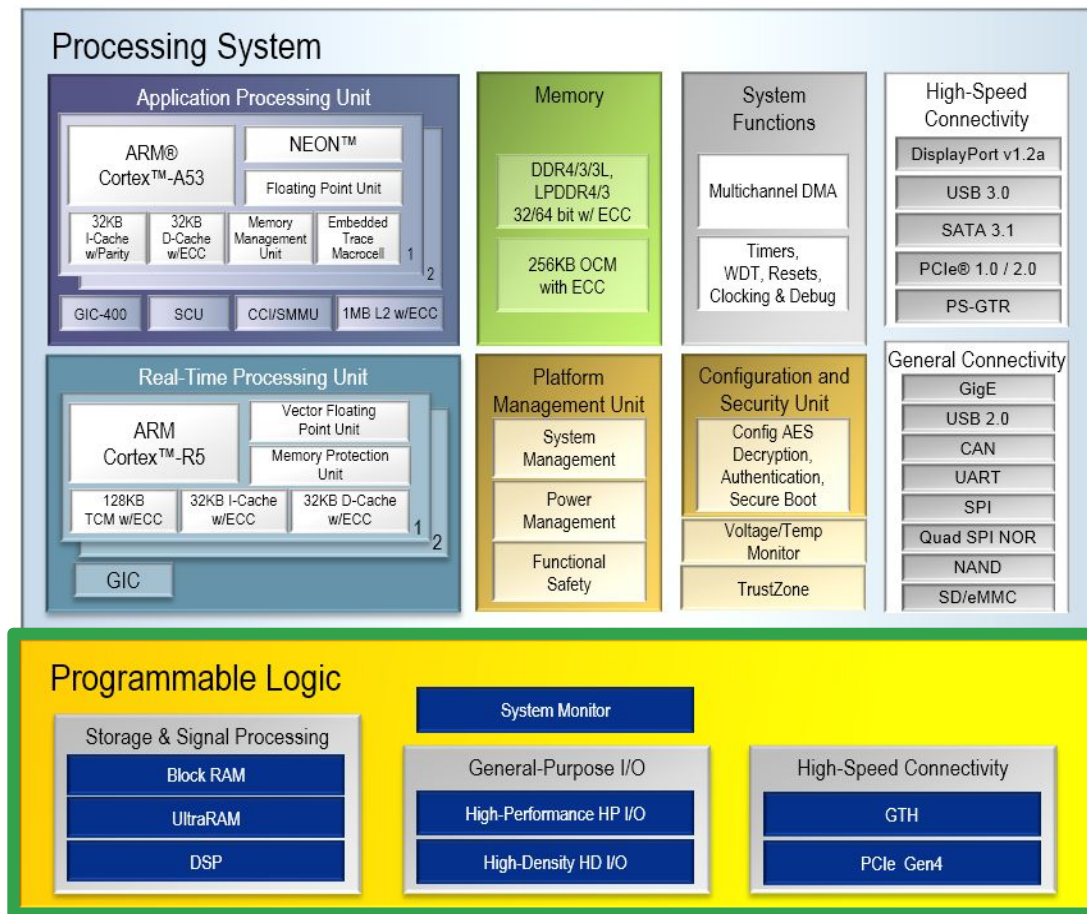 Processing System
Application Processing Unit
ARM®
Cortex™-A53
NEON™
Floating Point Unit
32KB
I-Cache
w/Parity
32KB
D-Cache
w/ECC
Memory
Management
Unit
Embedded
Trace
Macrocell
1
2
GIC-400
SCU
CCI/SMMU
1MB L2 w/ECC
Memory
DDR4/3/3L,
LPDDR4/3
32/64 bit w/ ECC
256KB OCM
with ECC
System
Functions
Multichannel DMA
Timers,
WDT, Resets,
Clocking & Debug
High-Speed
Connectivity
DisplayPort v1.2a
USB 3.0
SATA 3.1
PCIe® 1.0 / 2.0
PS-GTR
Real-Time Processing Unit
ARM
Cortex™-R5
Vector Floating
Point Unit
Memory Protection
Unit
128KB
TCM w/ECC
32KB I-Cache
w/ECC
32KB D-Cache
w/ECC
1
2
GIC
Platform
Management Unit
System
Management
Power
Management
Functional
Safety
Configuration and
Security Unit
Config AES
Decryption,
Authentication,
Secure Boot
Voltage/Temp
Monitor
TrustZone
General Connectivity
GigE
USB 2.0
CAN
UART
SPI
Quad SPI NOR
NAND
SD/eMMC
Programmable Logic
Storage & Signal Processing
Block RAM
UltraRAM
DSP
System Monitor
General-Purpose I/O
High-Performance HP I/O
High-Density HD I/O
High-Speed Connectivity
GTH
PCIe Gen4